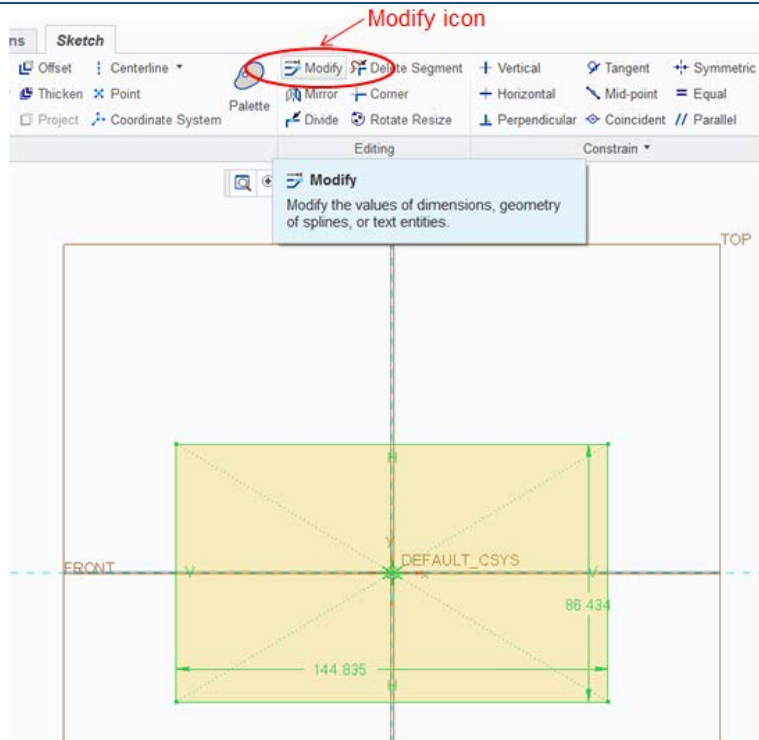 Modify icon
ns Sketch
Offset Centerline Modify Delete Segment Vertical Tangent Symmetric
Thicken Point Palette Mirror Corner Horizontal Mid-point Equal
Project Coordinate System Divide Rotate Resize Perpendicular Coincident Parallel
Editing Constrain
Modify
Modify the values of dimensions, geometry
of splines, or text entities.
TOP
H
Y
DEFAULT_CSYS
FRONT V X V
86.434
144.835
H